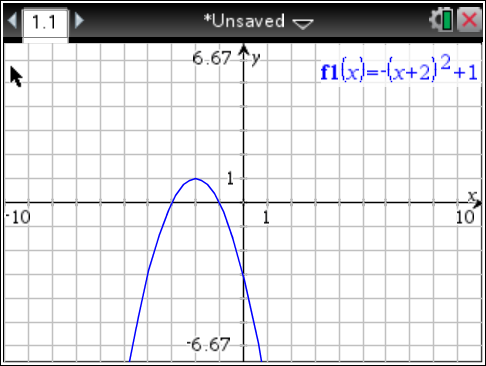 1.1
*Unsaved
6.67
y
f1(x)=-(x+2)²+1
1
x
-10
1
10
-6.67